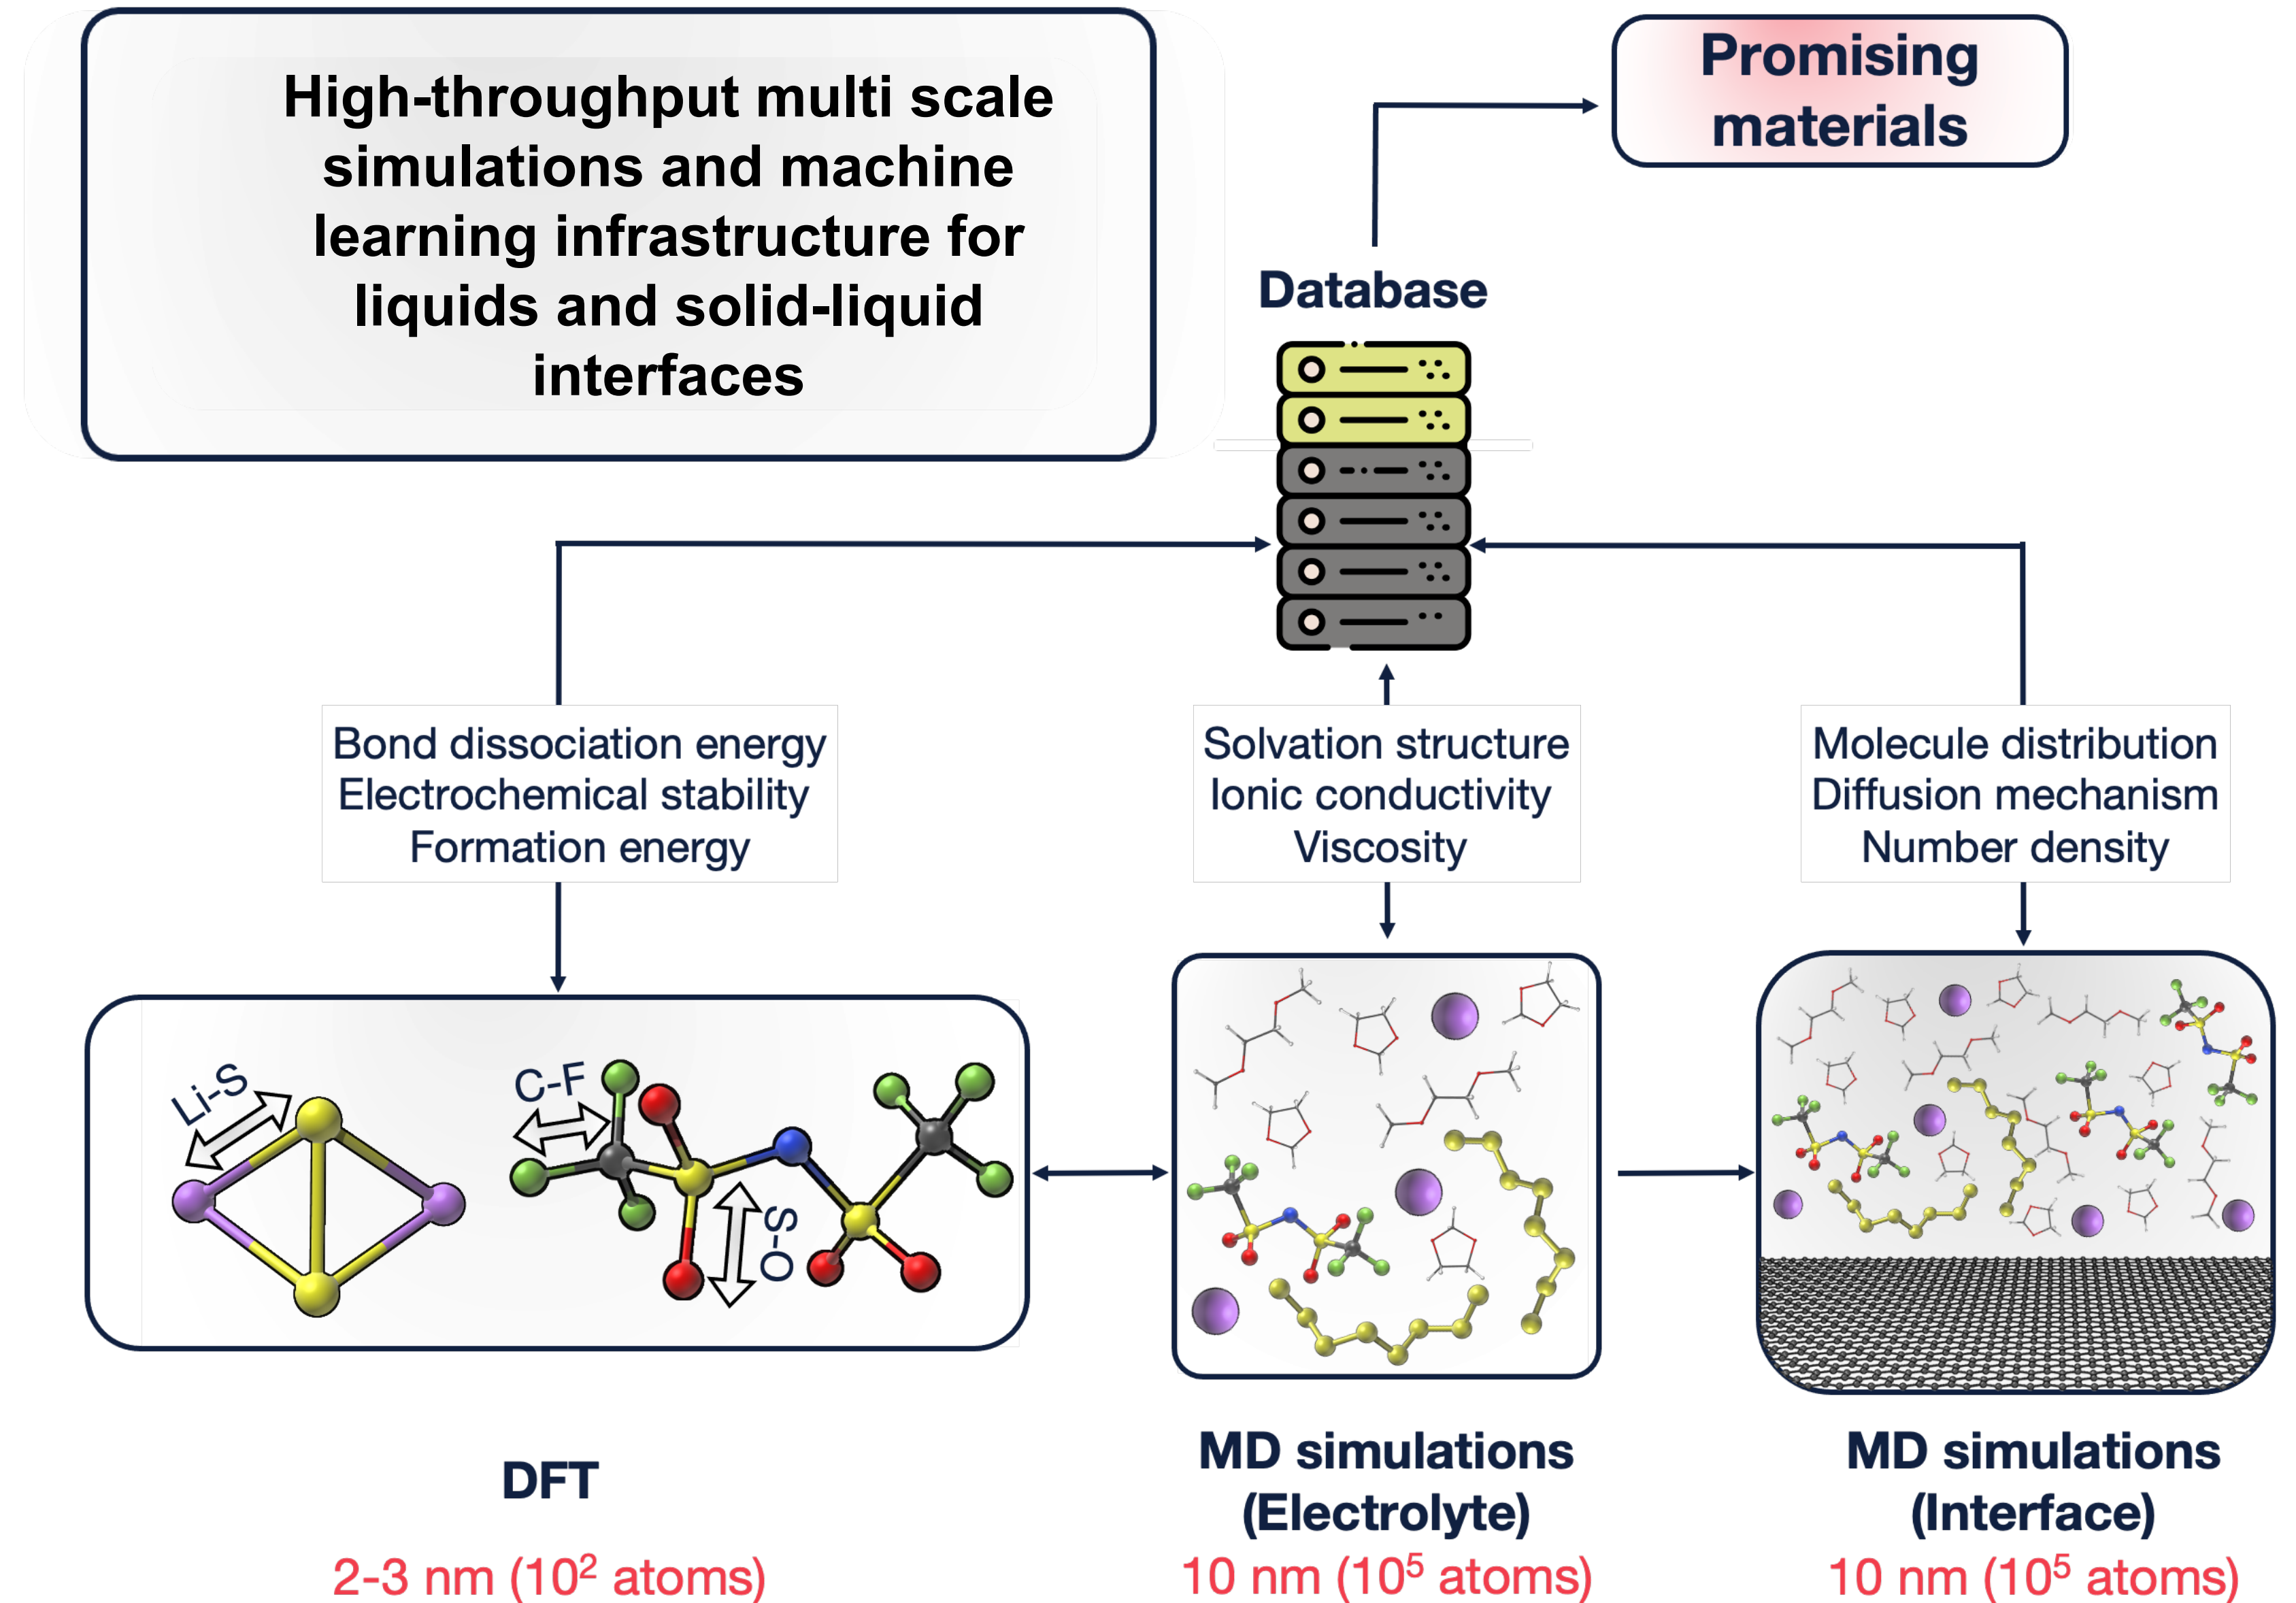 High-throughput multi scale
simulations and machine
learning infrastructure for
liquids and solid-liquid
interfaces
Promising
materials
Database
Bond dissociation energy
Electrochemical stability
Formation energy
Solvation structure
Ionic conductivity
Viscosity
Molecule distribution
Diffusion mechanism
Number density
Li-S
C-F
S-O
DFT
2-3 nm (10² atoms)
MD simulations
(Electrolyte)
10 nm (10⁵ atoms)
MD simulations
(Interface)
10 nm (10⁵ atoms)